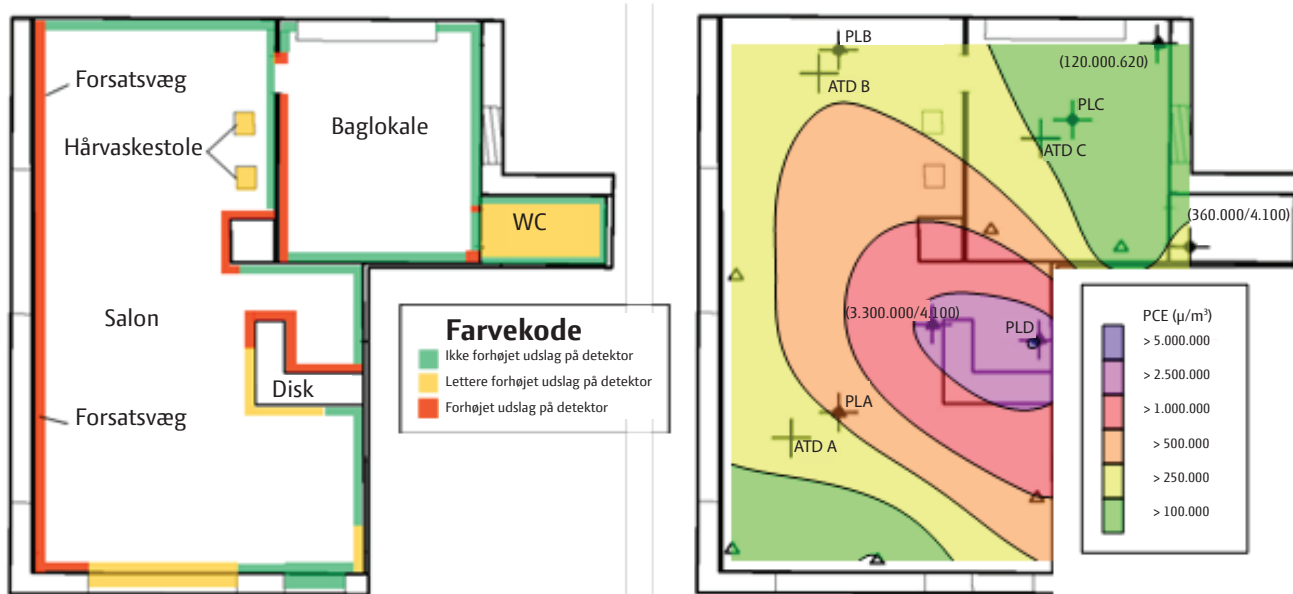 Forsatsvæg
Hårvaskestole
Baglokale
WC
Salon
Disk
Forsatsvæg
Farvekode
Ikke forhøjet udslag på detektor
Lettere forhøjet udslag på detektor
Forhøjet udslag på detektor
PLB
ATD B
(120.000.620)
PLC
ATD C
(360.000/4.100)
(3.300.000/4.100)
PLD
PLA
ATD A
PCE (µ/m³)
> 5.000.000
> 2.500.000
> 1.000.000
> 500.000
> 250.000
> 100.000